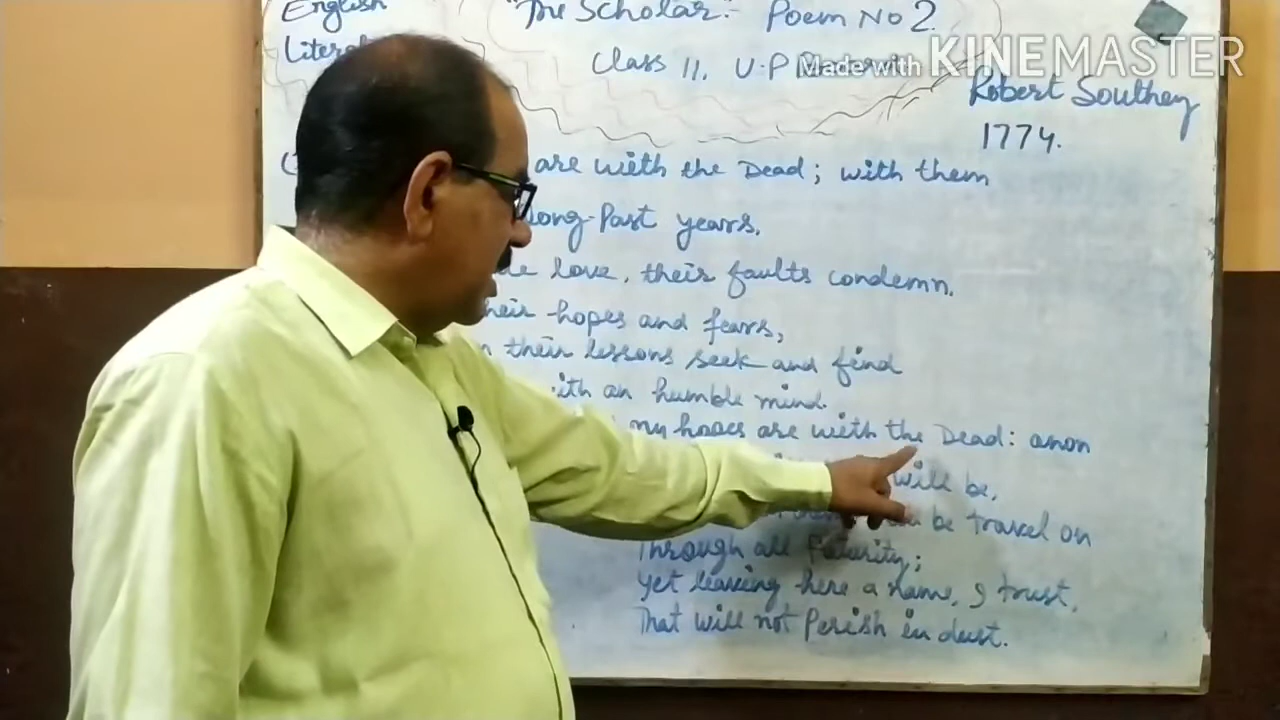 English
"The Scholar." Poem No 2.
Class 11. U.P
Made with KINEMASTER
Robert Southey
1774.
are with the Dead; with them
long-Past years,
love, their faults condemn,
hopes and fears,
their lessons seek and find
with an humble mind.
my hopes are with the Dead: anon
will be,
be travel on
Through all Futurity;
Yet leaving here a name, I trust,
That will not Perish in dust.